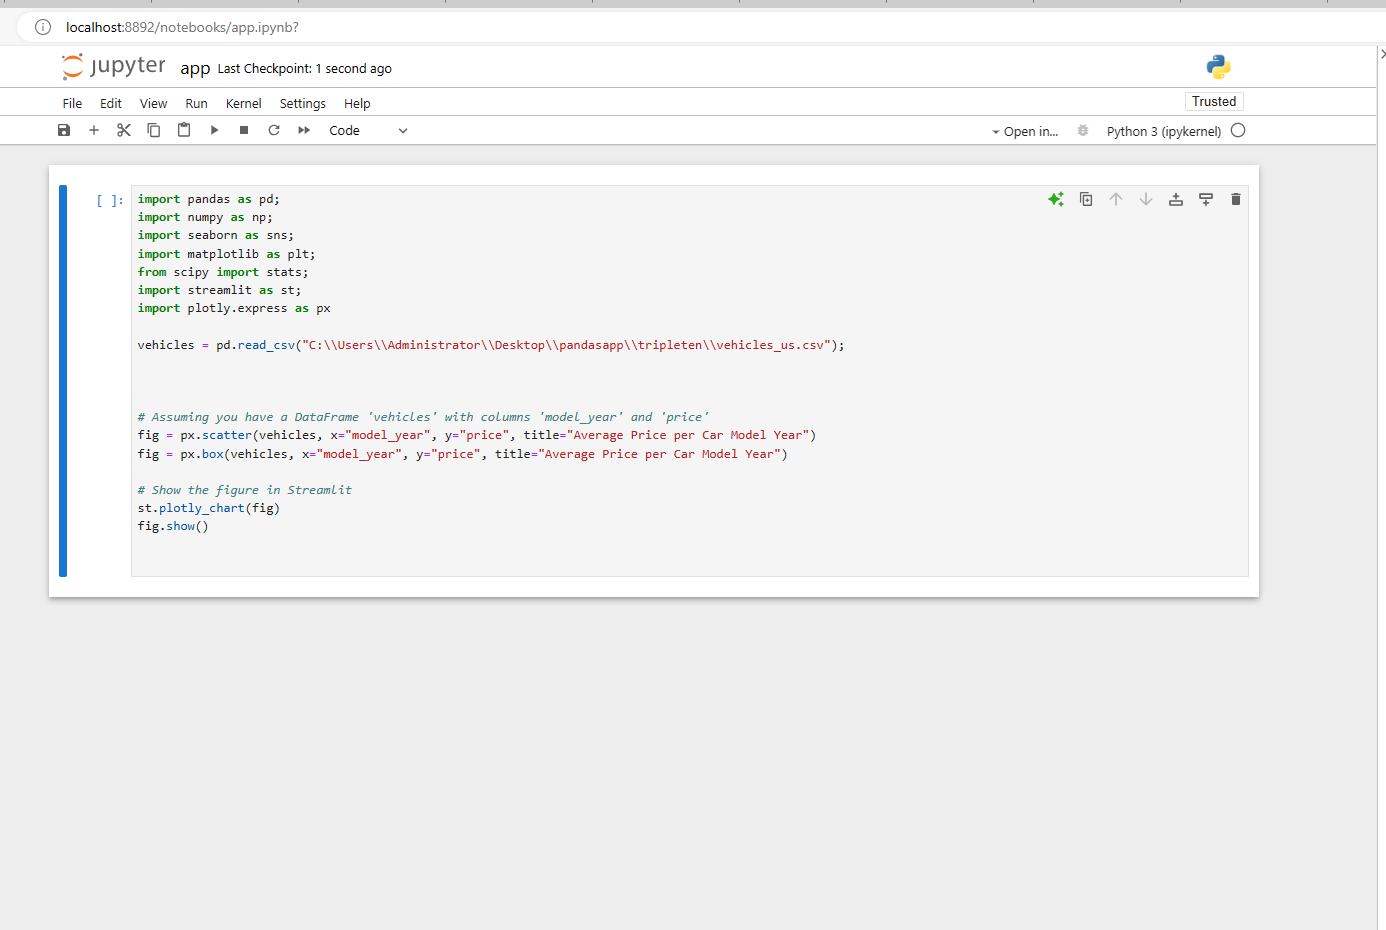 localhost:8892/notebooks/app.ipynb?
jupyter app Last Checkpoint: 1 second ago
File Edit View Run Kernel Settings Help
Trusted
Code
Open in...
Python 3 (ipykernel)
[ ]:
import pandas as pd;
import numpy as np;
import seaborn as sns;
import matplotlib as plt;
from scipy import stats;
import streamlit as st;
import plotly.express as px
vehicles = pd.read_csv("C:\\Users\\Administrator\\Desktop\\pandasapp\\tripleten\\vehicles_us.csv");
# Assuming you have a DataFrame 'vehicles' with columns 'model_year' and 'price'
fig = px.scatter(vehicles, x="model_year", y="price", title="Average Price per Car Model Year")
fig = px.box(vehicles, x="model_year", y="price", title="Average Price per Car Model Year")
# Show the figure in Streamlit
st.plotly_chart(fig)
fig.show()